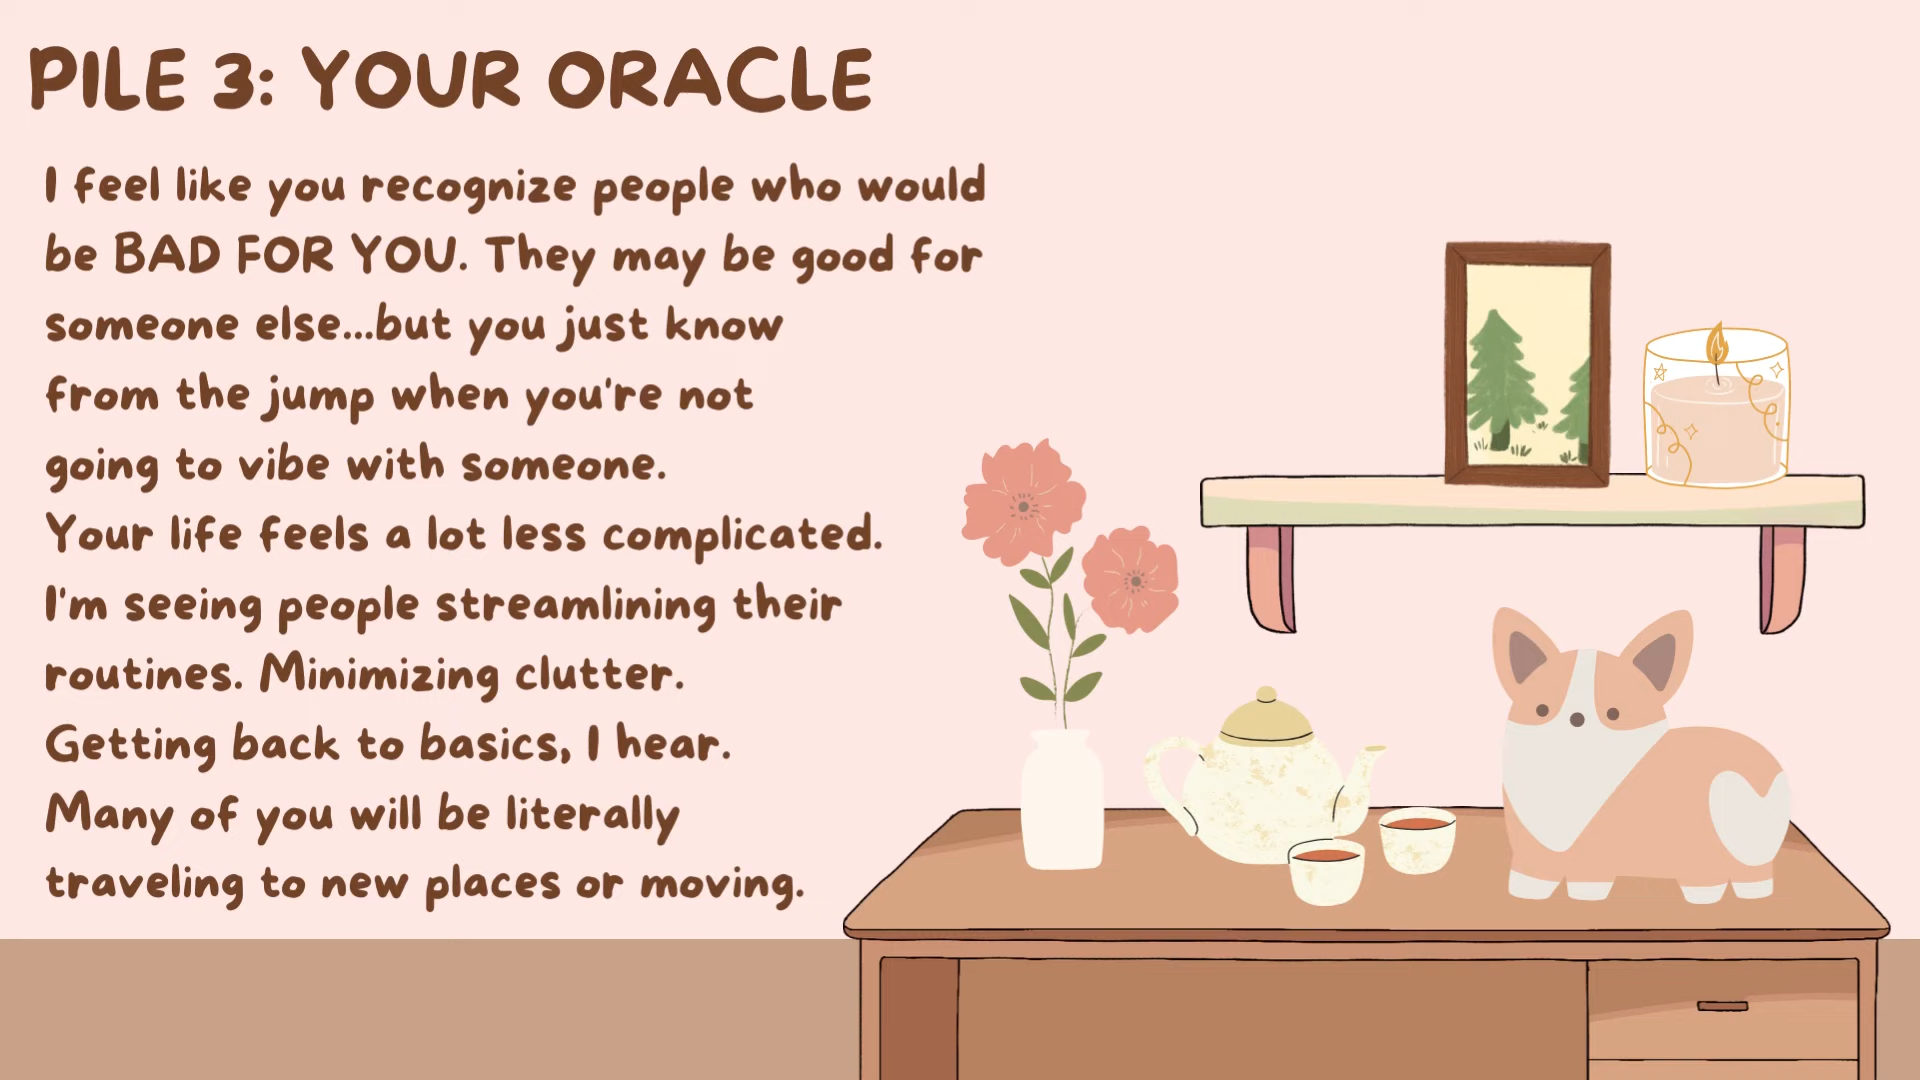 PILE 3: YOUR ORACLE
I feel like you recognize people who would
be BAD FOR YOU. They may be good for
someone else...but you just know
from the jump when you're not
going to vibe with someone.
Your life feels a lot less complicated.
I'm seeing people streamlining their
routines. Minimizing clutter.
Getting back to basics, I hear.
Many of you will be literally
traveling to new places or moving.